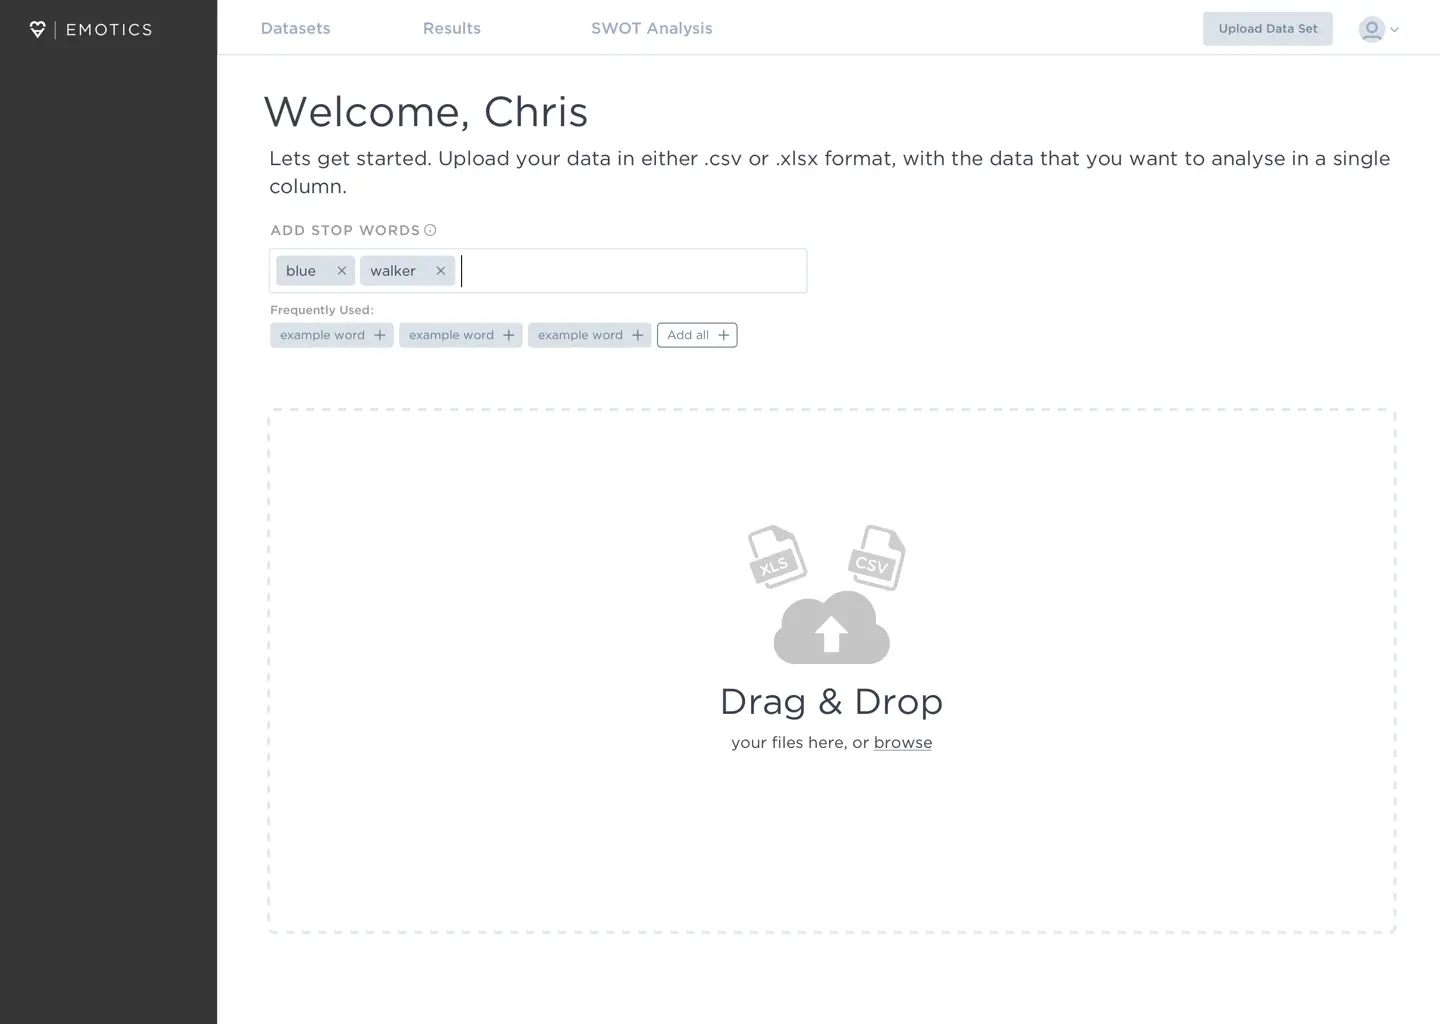 EMOTICS
Datasets
Results
SWOT Analysis
Upload Data Set
Welcome, Chris
Lets get started. Upload your data in either .csv or .xlsx format, with the data that you want to analyse in a single
column.
ADD STOP WORDS
blue
walker
Frequently Used:
example word
example word
example word
Add all
XLS
CSV
Drag & Drop
your files here, or browse